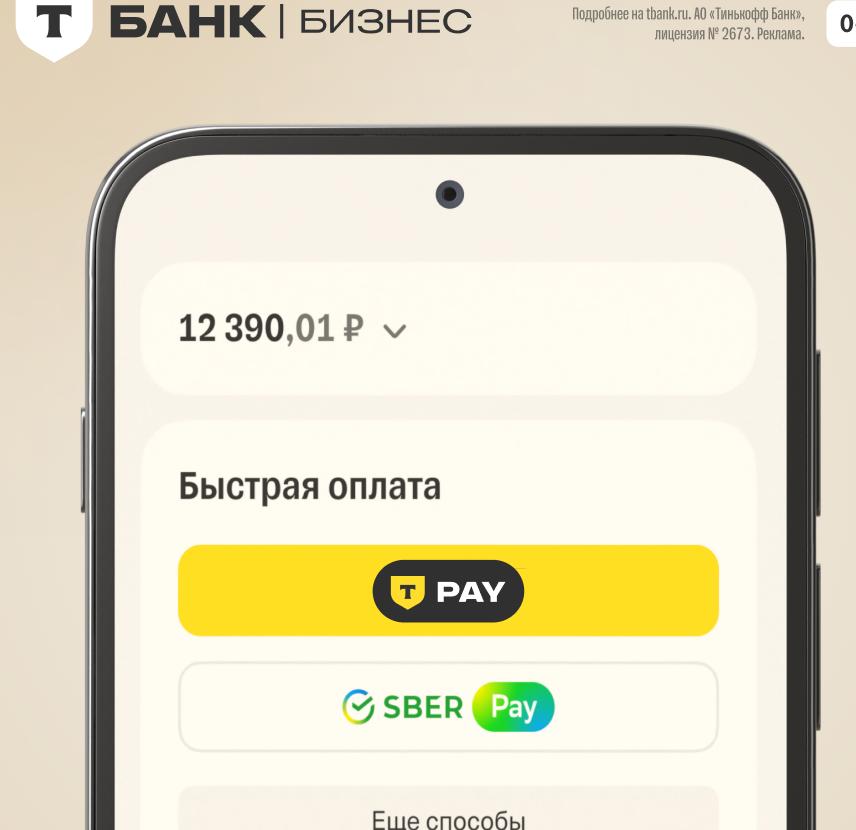 Т БАНК | БИЗНЕС
Подробнее на tbank.ru. АО «Тинькофф Банк»,
лицензия № 2673. Реклама.
0
12 390,01 ₽
Быстрая оплата
Т PAY
SBER Pay
Еще способы